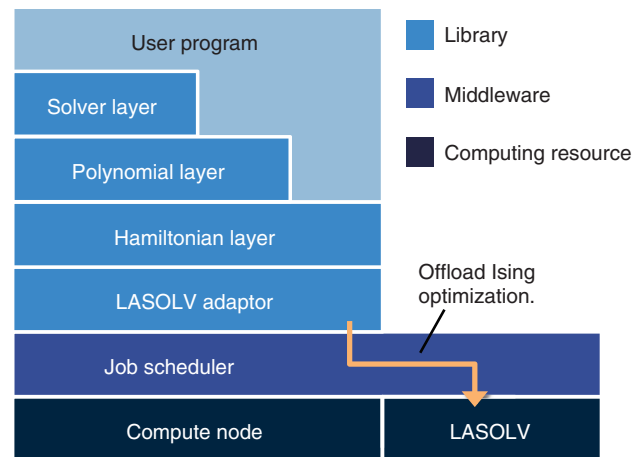 User program
Library
Solver layer
Middleware
Polynomial layer
Computing resource
Hamiltonian layer
LASOLV adaptor
Offload Ising
optimization.
Job scheduler
Compute node
LASOLV